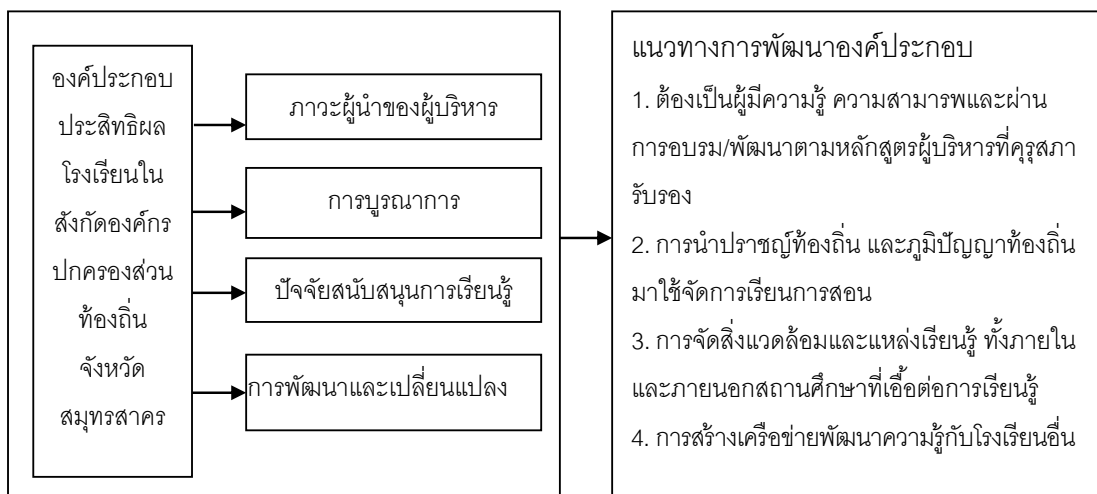 องค์ประกอบ
ประสิทธิผล
โรงเรียนใน
สังกัดองค์กร
ปกครองส่วน
ท้องถิ่น
จังหวัด
สมุทรสาคร
ภาวะผู้นำของผู้บริหาร
การบูรณาการ
ปัจจัยสนับสนุนการเรียนรู้
การพัฒนาและเปลี่ยนแปลง
แนวทางการพัฒนาองค์ประกอบ
1. ต้องเป็นผู้มีความรู้ ความสามารพและผ่าน
การอบรม/พัฒนาตามหลักสูตรผู้บริหารที่คุรุสภา
รับรอง
2. การนำปราชญ์ท้องถิ่น และภูมิปัญญาท้องถิ่น
มาใช้จัดการเรียนการสอน
3. การจัดสิ่งแวดล้อมและแหล่งเรียนรู้ ทั้งภายใน
และภายนอกสถานศึกษาที่เอื้อต่อการเรียนรู้
4. การสร้างเครือข่ายพัฒนาความรู้กับโรงเรียนอื่น